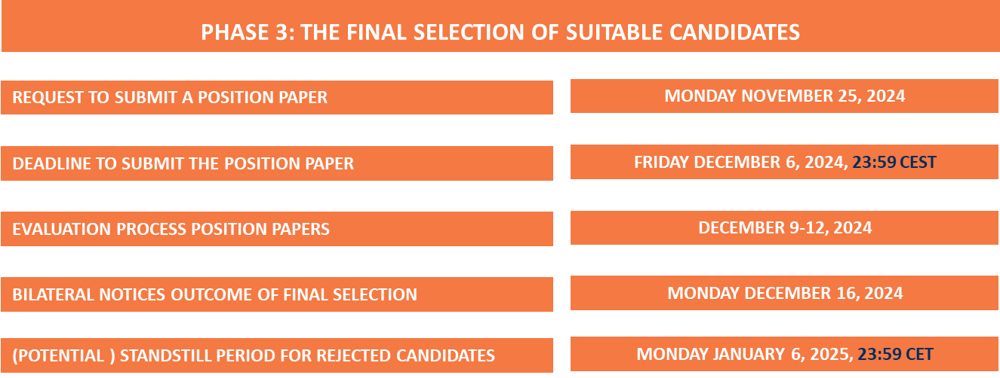 PHASE 3: THE FINAL SELECTION OF SUITABLE CANDIDATES
REQUEST TO SUBMIT A POSITION PAPER
MONDAY NOVEMBER 25, 2024
DEADLINE TO SUBMIT THE POSITION PAPER
FRIDAY DECEMBER 6, 2024, 23:59 CEST
EVALUATION PROCESS POSITION PAPERS
DECEMBER 9-12, 2024
BILATERAL NOTICES OUTCOME OF FINAL SELECTION
MONDAY DECEMBER 16, 2024
(POTENTIAL ) STANDSTILL PERIOD FOR REJECTED CANDIDATES
MONDAY JANUARY 6, 2025, 23:59 CET